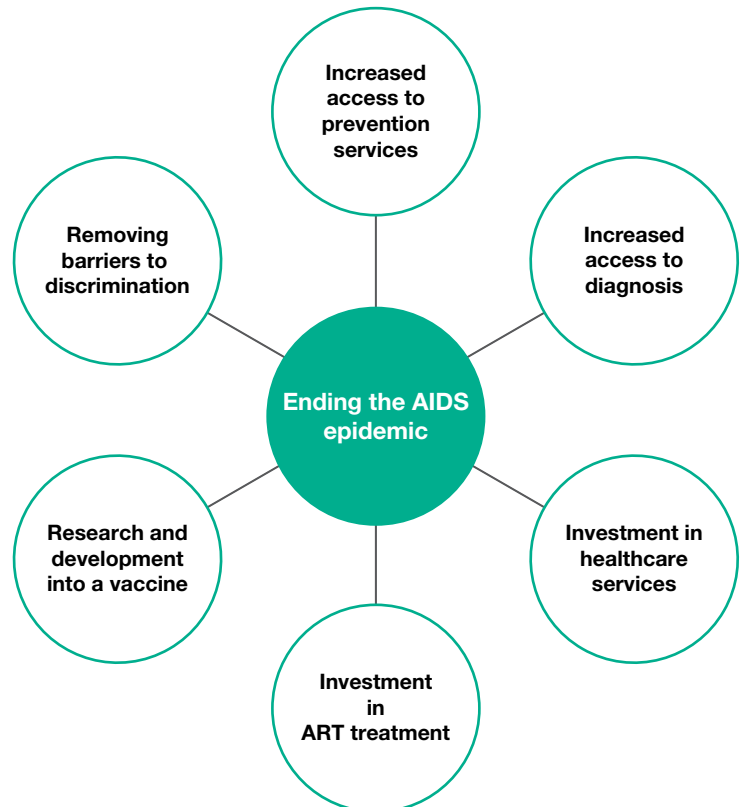 Increased
access to
prevention
services
Removing
barriers to
discrimination
Increased
access to
diagnosis
Ending the AIDS
epidemic
Research and
development
into a vaccine
Investment in
healthcare
services
Investment
in
ART treatment